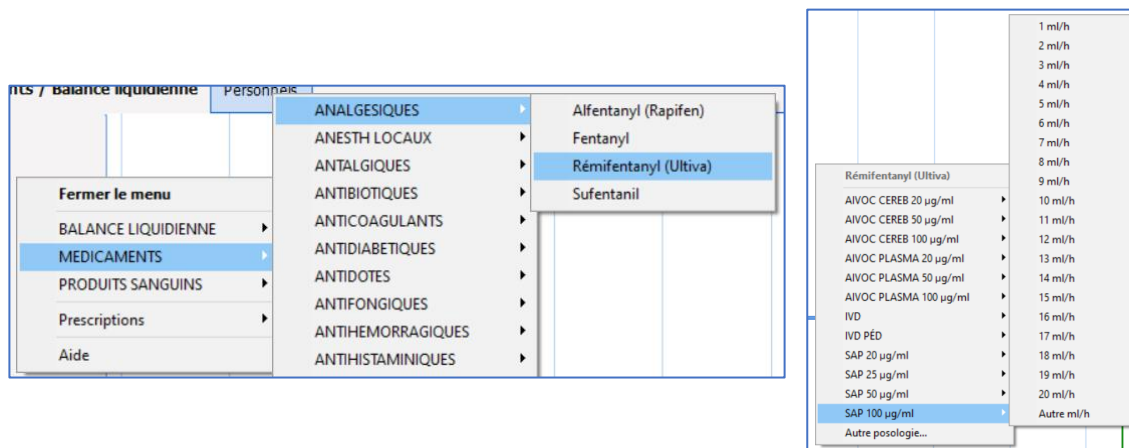 nts / Balance liquidienne
Personnels
Fermer le menu
BALANCE LIQUIDIENNE
MEDICAMENTS
PRODUITS SANGUINS
Prescriptions
Aide
ANALGESIQUES
ANESTH LOCAUX
ANTALGIQUES
ANTIBIOTIQUES
ANTICOAGULANTS
ANTIDIABETIQUES
ANTIDOTES
ANTIFONGIQUES
ANTIHEMORRAGIQUES
ANTIHISTAMINIQUES
Alfentanyl (Rapifen)
Fentanyl
Rémifentanyl (Ultiva)
Sufentanil
Rémifentanyl (Ultiva)
AIVOC CEREB 20 µg/ml
AIVOC CEREB 50 µg/ml
AIVOC CEREB 100 µg/ml
AIVOC PLASMA 20 µg/ml
AIVOC PLASMA 50 µg/ml
AIVOC PLASMA 100 µg/ml
IVD
IVD PÉD
SAP 20 µg/ml
SAP 25 µg/ml
SAP 50 µg/ml
SAP 100 µg/ml
Autre posologie...
1 ml/h
2 ml/h
3 ml/h
4 ml/h
5 ml/h
6 ml/h
7 ml/h
8 ml/h
9 ml/h
10 ml/h
11 ml/h
12 ml/h
13 ml/h
14 ml/h
15 ml/h
16 ml/h
17 ml/h
18 ml/h
19 ml/h
20 ml/h
Autre ml/h